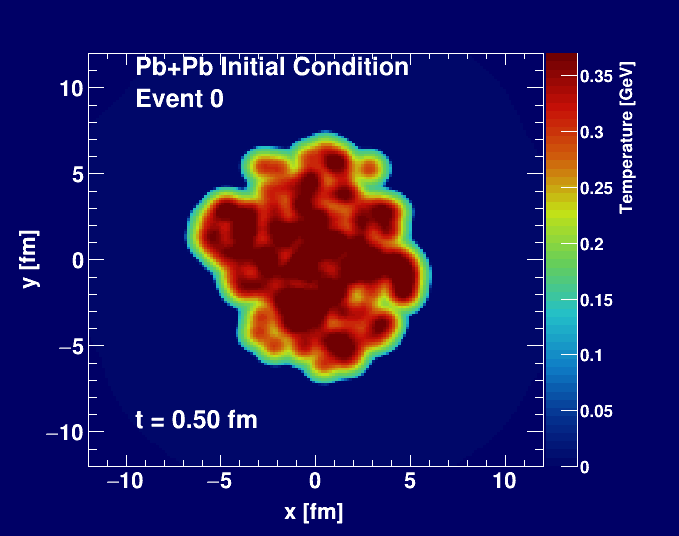 Pb+Pb Initial Condition
Event 0
t = 0.50 fm
y [fm]
10
5
0
−5
−10
−10 −5 0 5 10
x [fm]
Temperature [GeV]
0.35
0.3
0.25
0.2
0.15
0.1
0.05
0